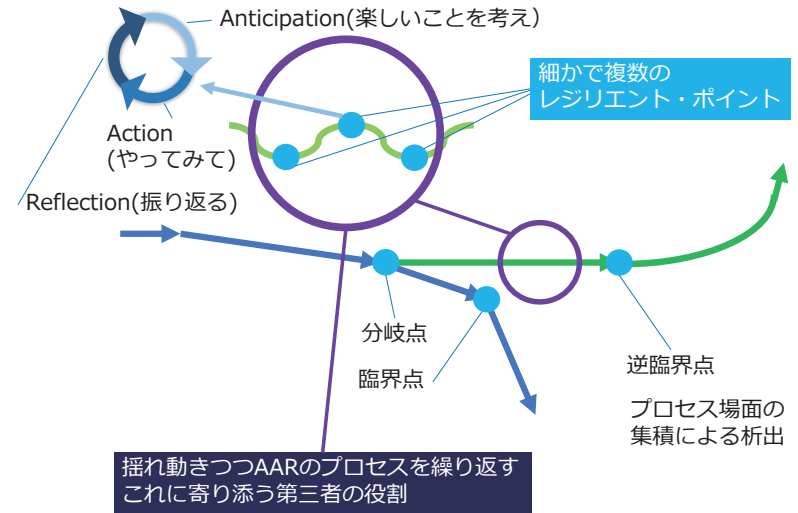 Anticipation(楽しいことを考え)
細かで複数の
レジリエント・ポイント
Action
(やってみて)
Reflection(振り返る)
分岐点
臨界点
逆臨界点
プロセス場面の
集積による析出
揺れ動きつつAARのプロセスを繰り返す
これに寄り添う第三者の役割